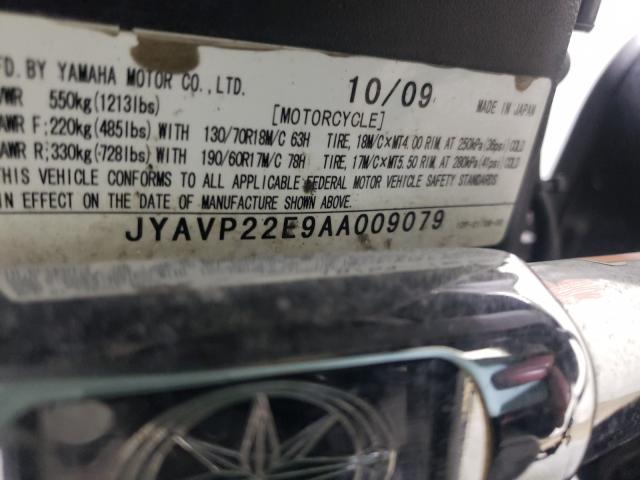 FD. BY YAMAHA MOTOR CO., LTD. 10/09
VWR 550kg(1213lbs) MADE IN JAPAN
[MOTORCYCLE]
AWR F:220kg(485lbs) WITH 130/70R18M/C 63H TIRE, 18M/C×MT4.00 RIM, AT 250kPa(36psi) COLD
AWR R:330kg(728lbs) WITH 190/60R17M/C 78H TIRE, 17M/C×MT5.50 RIM, AT 280kPa(41psi) COLD
THIS VEHICLE CONFORMS TO ALL APPLICABLE FEDERAL MOTOR VEHICLE SAFETY STANDARDS
IN EFFECT ON THE DATE OF MANUFACTURE SHOWN ABOVE.
JYAVP22E9AA009079